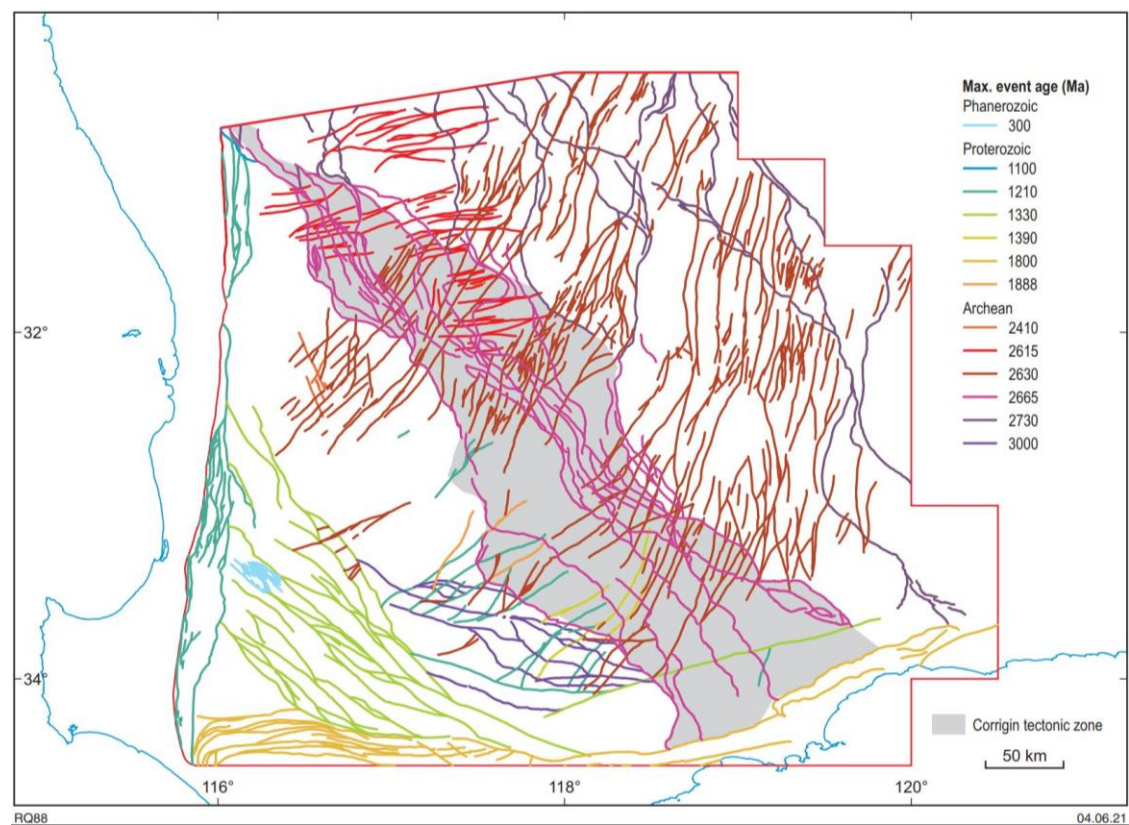 Max. event age (Ma)
Phanerozoic
300
Proterozoic
1100
1210
1330
1390
1800
1888
Archean
2410
2615
2630
2665
2730
3000
32°
34°
Corrigin tectonic zone
50 km
116°
118°
120°
RQ88
04.06.21